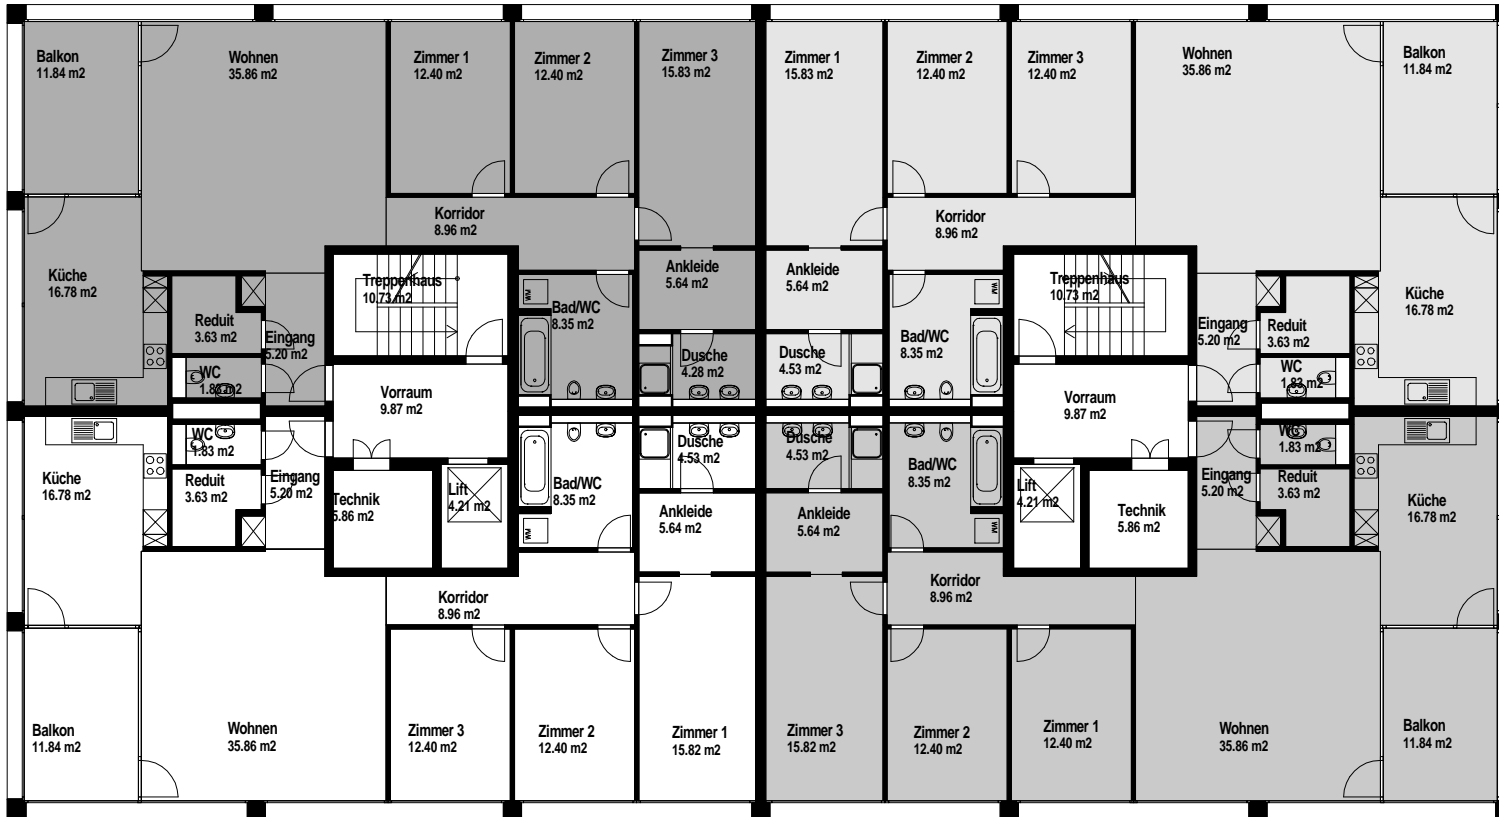 Balkon
11.84 m2
Wohnen
35.86 m2
Zimmer 1
12.40 m2
Zimmer 2
12.40 m2
Zimmer 3
15.83 m2
Zimmer 1
15.83 m2
Zimmer 2
12.40 m2
Zimmer 3
12.40 m2
Wohnen
35.86 m2
Balkon
11.84 m2
Korridor
8.96 m2
Korridor
8.96 m2
Küche
16.78 m2
Treppenhaus
10.73 m2
Ankleide
5.64 m2
Ankleide
5.64 m2
Treppenhaus
10.73 m2
Küche
16.78 m2
Reduit
3.63 m2
Eingang
5.20 m2
WM
Bad/WC
8.35 m2
Dusche
4.28 m2
Dusche
4.53 m2
Bad/WC
8.35 m2
WM
Eingang
5.20 m2
Reduit
3.63 m2
WC
1.83 m2
Vorraum
9.87 m2
Vorraum
9.87 m2
WC
1.83 m2
WC
1.83 m2
Dusche
4.53 m2
Dusche
4.53 m2
WC
1.83 m2
Küche
16.78 m2
Reduit
3.63 m2
Eingang
5.20 m2
Technik
5.86 m2
Lift
4.21 m2
Bad/WC
8.35 m2
WM
Ankleide
5.64 m2
Ankleide
5.64 m2
Bad/WC
8.35 m2
WM
Lift
4.21 m2
Technik
5.86 m2
Eingang
5.20 m2
Reduit
3.63 m2
Küche
16.78 m2
Korridor
8.96 m2
Korridor
8.96 m2
Balkon
11.84 m2
Wohnen
35.86 m2
Zimmer 3
12.40 m2
Zimmer 2
12.40 m2
Zimmer 1
15.82 m2
Zimmer 3
15.82 m2
Zimmer 2
12.40 m2
Zimmer 1
12.40 m2
Wohnen
35.86 m2
Balkon
11.84 m2